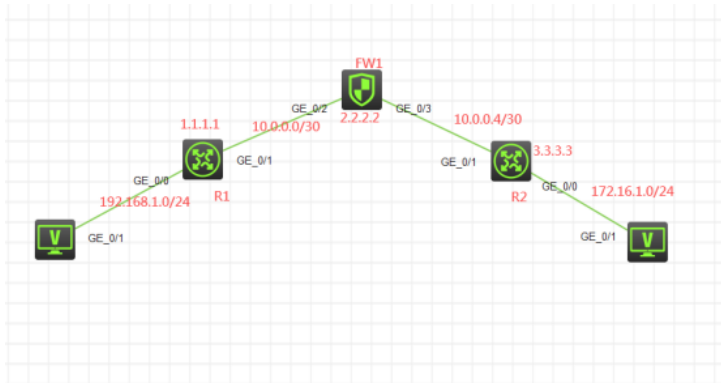 FW1
GE_0/2
GE_0/3
2.2.2.2
1.1.1.1
10.0.0.0/30
10.0.0.4/30
GE_0/1
GE_0/1
3.3.3.3
GE_0/0
R1
R2
GE_0/0
192.168.1.0/24
172.16.1.0/24
V
GE_0/1
GE_0/1
V